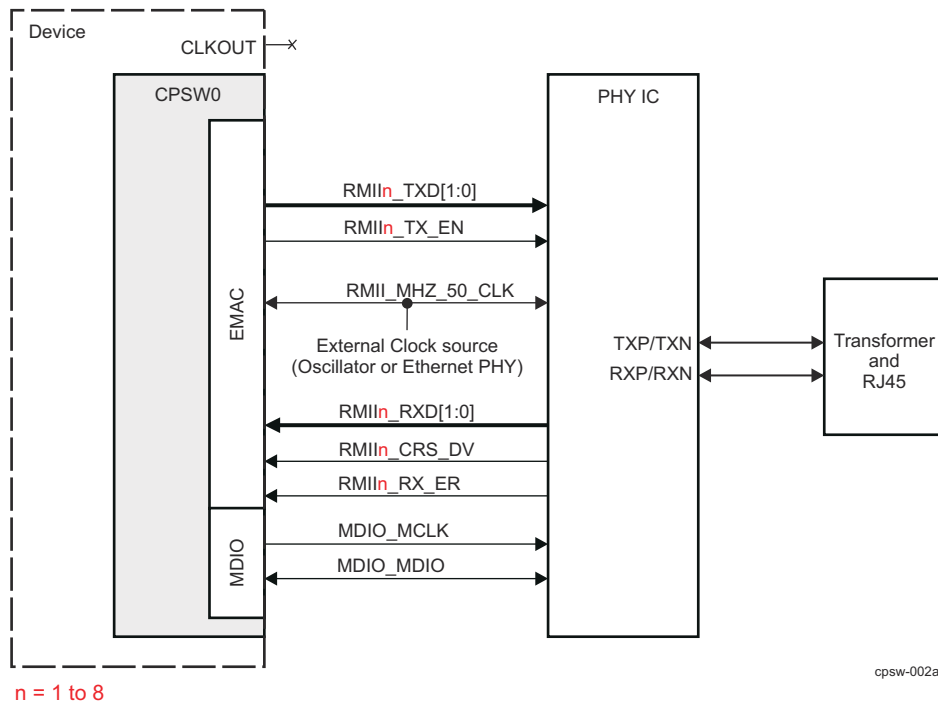 Device
CLKOUT
CPSW0
PHY IC
RMIIn_TXD[1:0]
RMIIn_TX_EN
RMII_MHZ_50_CLK
EMAC
External Clock source
(Oscillator or Ethernet PHY)
TXP/TXN
RXP/RXN
Transformer
and
RJ45
RMIIn_RXD[1:0]
RMIIn_CRS_DV
RMIIn_RX_ER
MDIO_MCLK
MDIO
MDIO_MDIO
cpsw-002a
n = 1 to 8